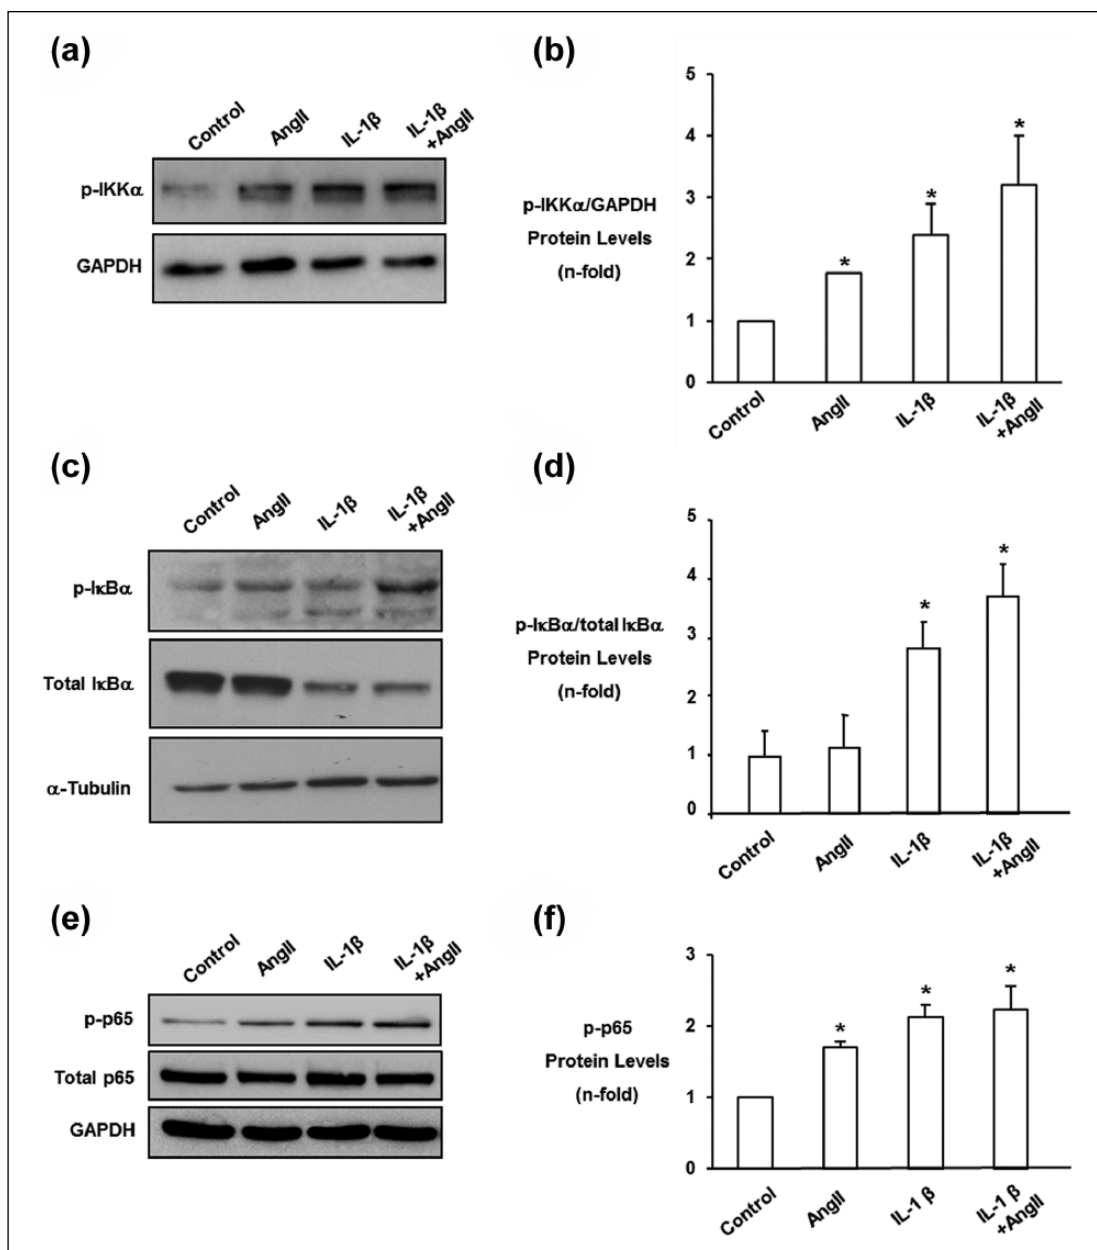 (a)
Control
AngII
IL-1β
IL-1β
+AngII
p-IKKα
GAPDH
(b)
p-IKKα/GAPDH
Protein Levels
(n-fold)
5
4
3
2
1
0
*
*
*
Control
AngII
IL-1β
IL-1β
+AngII
(c)
Control
AngII
IL-1β
IL-1β
+AngII
p-IκBα
Total IκBα
α-Tubulin
(d)
p-IκBα/total IκBα
Protein Levels
(n-fold)
5
4
3
2
1
0
*
*
Control
AngII
IL-1β
IL-1β
+AngII
(e)
Control
AngII
IL-1β
IL-1β
+AngII
p-p65
Total p65
GAPDH
(f)
p-p65
Protein Levels
(n-fold)
3
2
1
0
*
*
*
Control
AngII
IL-1 β
IL-1 β
+AngII